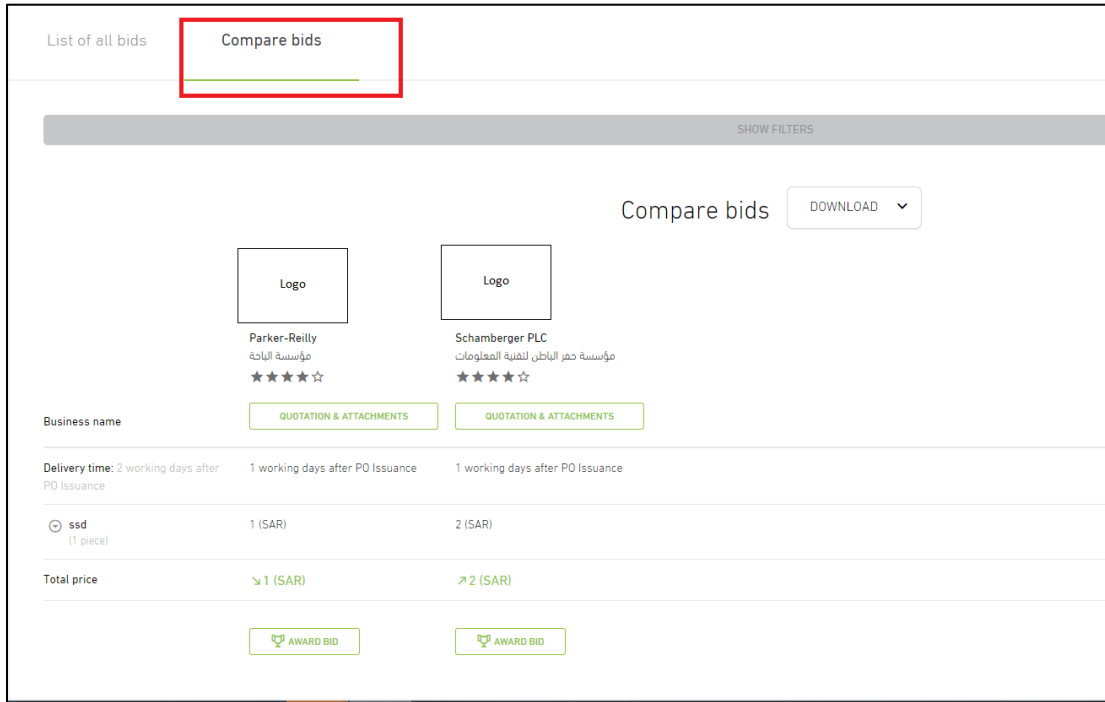 List of all bids
Compare bids
SHOW FILTERS
Compare bids
DOWNLOAD
Logo
Logo
Parker-Reilly
Schamberger PLC
مؤسسة الباحة
مؤسسة حفر الباطن لتقنية المعلومات
Business name
QUOTATION & ATTACHMENTS
QUOTATION & ATTACHMENTS
Delivery time: 2 working days after
PO Issuance
1 working days after PO Issuance
1 working days after PO Issuance
ssd
(1 piece)
1 (SAR)
2 (SAR)
Total price
1 (SAR)
2 (SAR)
AWARD BID
AWARD BID